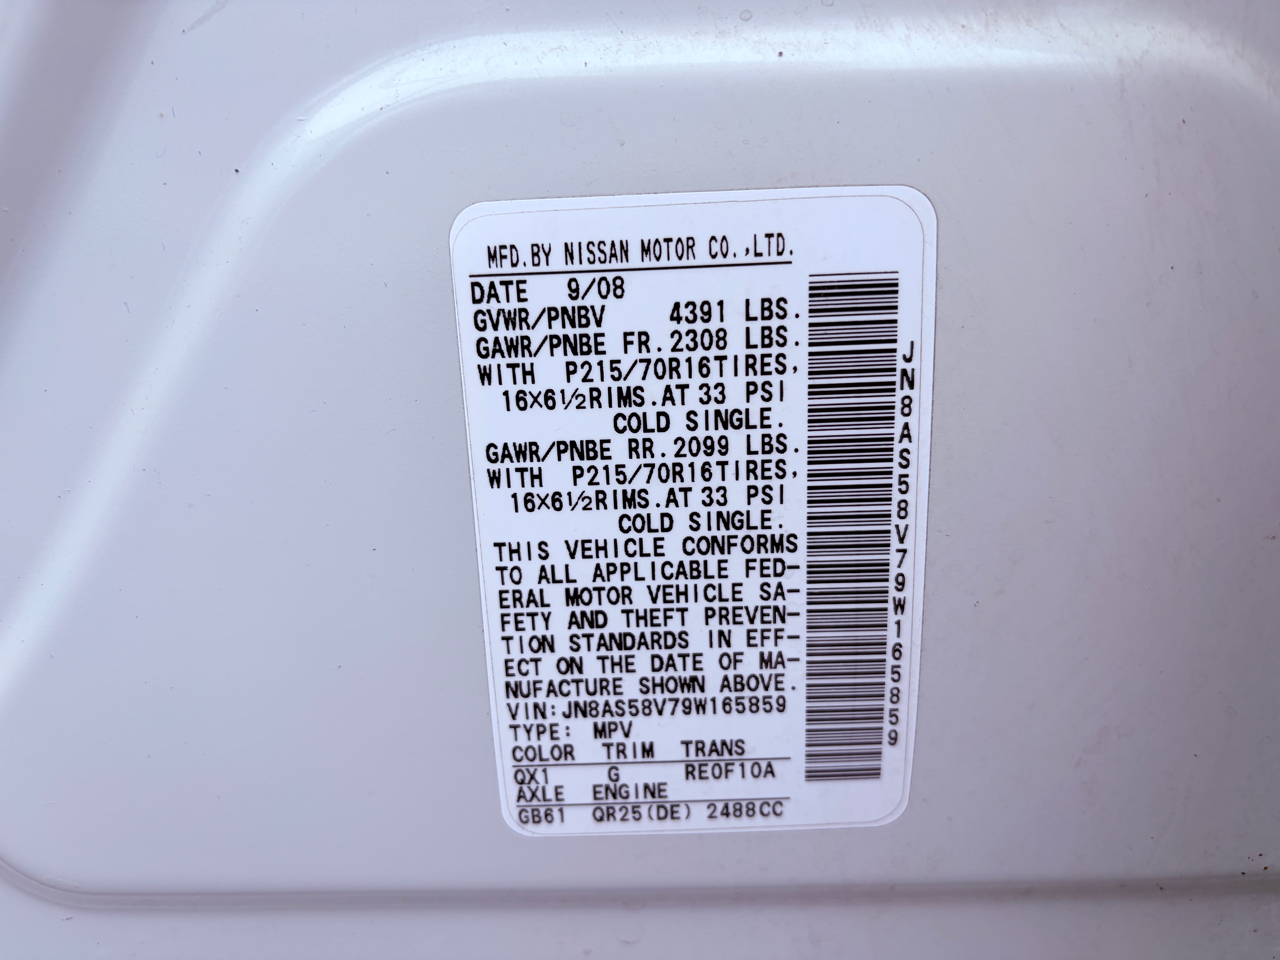 MFD.BY NISSAN MOTOR CO.,LTD.
DATE 9/08
GVWR/PNBV 4391 LBS.
GAWR/PNBE FR.2308 LBS.
WITH P215/70R16TIRES,
16×6½RIMS.AT 33 PSI
COLD SINGLE.
GAWR/PNBE RR.2099 LBS.
WITH P215/70R16TIRES,
16×6½RIMS.AT 33 PSI
COLD SINGLE.
THIS VEHICLE CONFORMS
TO ALL APPLICABLE FED-
ERAL MOTOR VEHICLE SA-
FETY AND THEFT PREVEN-
TION STANDARDS IN EFF-
ECT ON THE DATE OF MA-
NUFACTURE SHOWN ABOVE.
VIN:JN8AS58V79W165859
TYPE: MPV
COLOR TRIM TRANS
QX1 G RE0F10A
AXLE ENGINE
GB61 QR25(DE) 2488CC
JN8AS58V79W165859